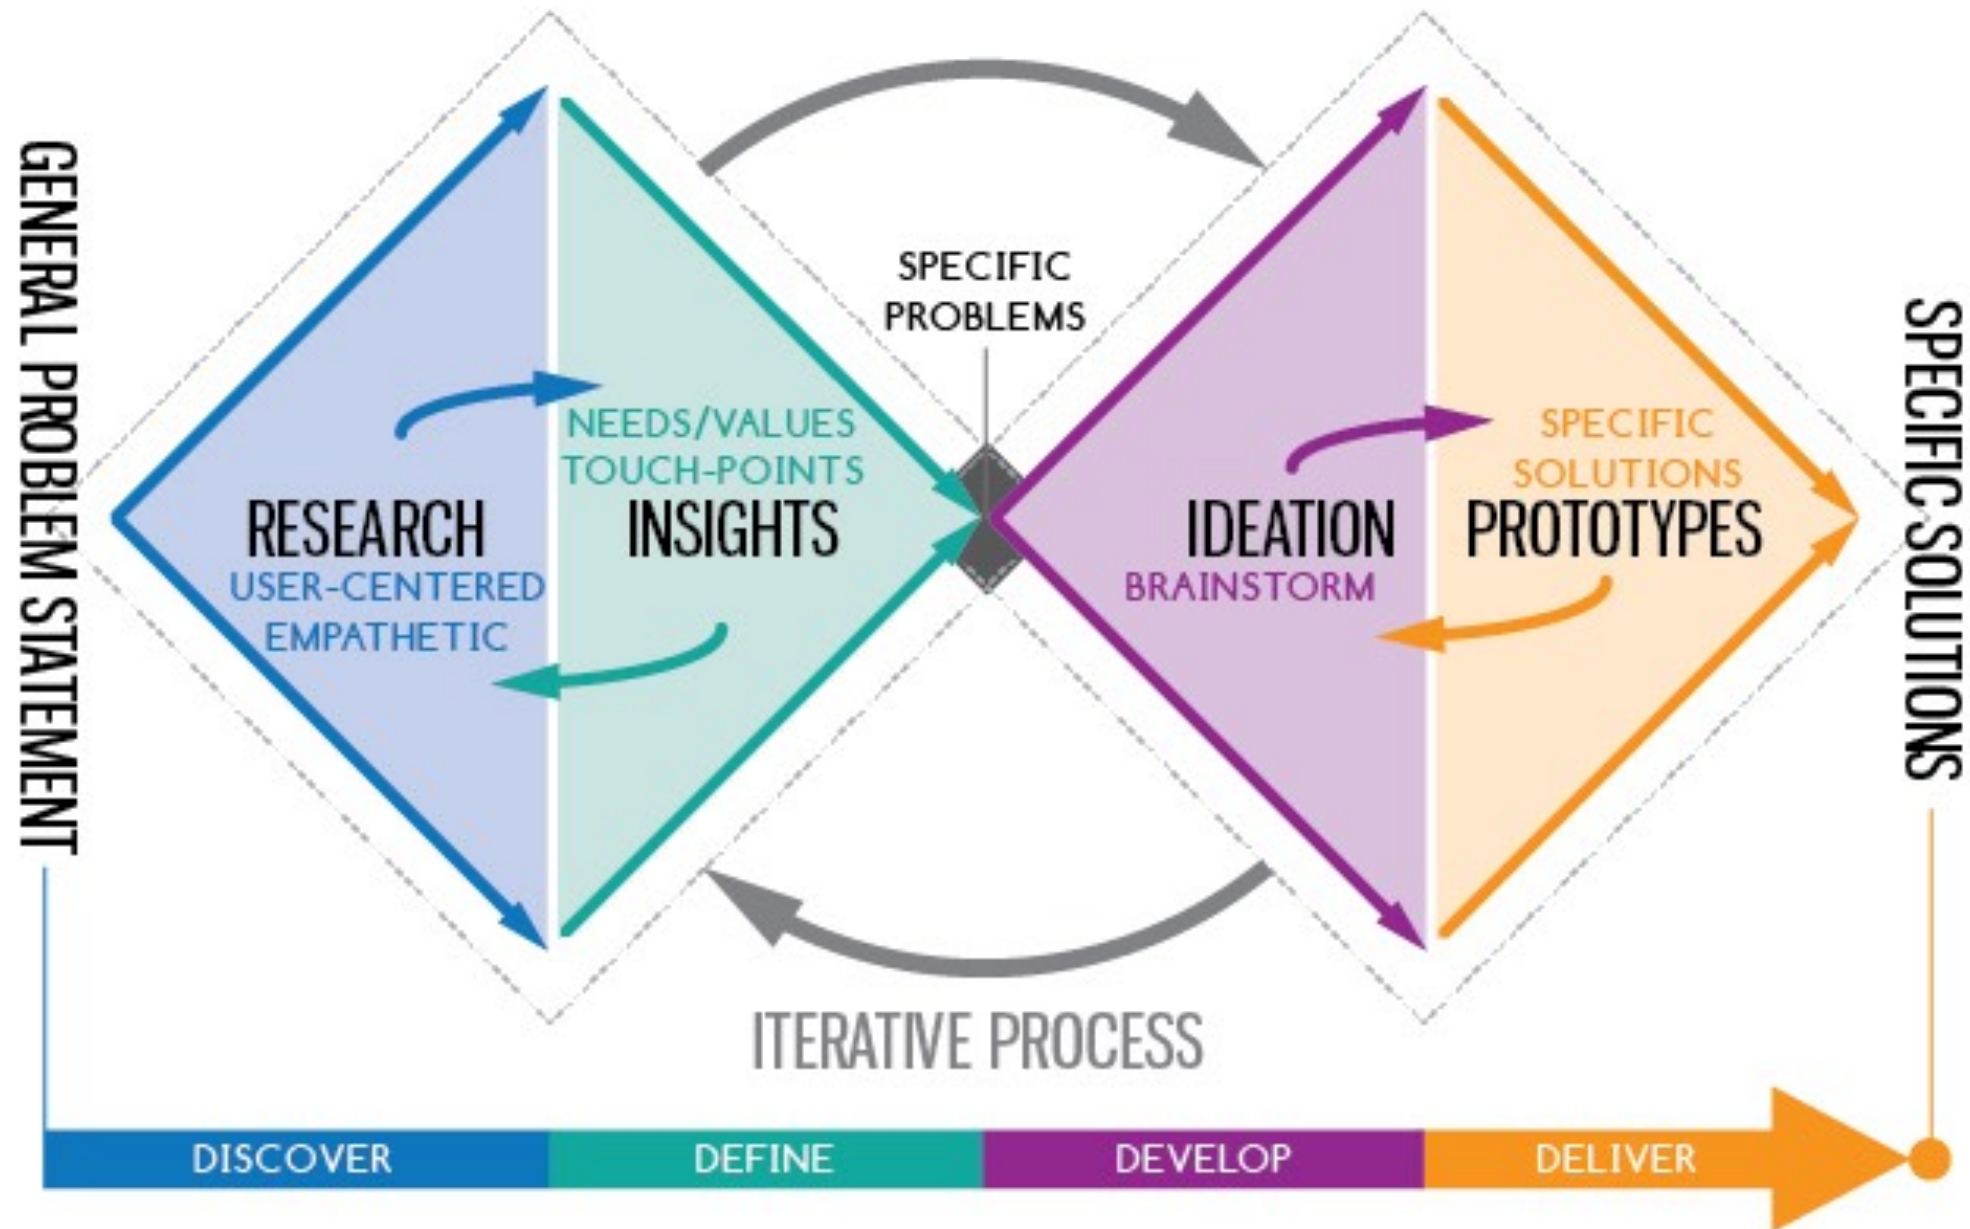 GENERAL PROBLEM STATEMENT
SPECIFIC
PROBLEMS
NEEDS/VALUES
TOUCH-POINTS
RESEARCH
USER-CENTERED
EMPATHETIC
INSIGHTS
IDEATION
BRAINSTORM
SPECIFIC
SOLUTIONS
PROTOTYPES
SPECIFIC SOLUTIONS
ITERATIVE PROCESS
DISCOVER
DEFINE
DEVELOP
DELIVER